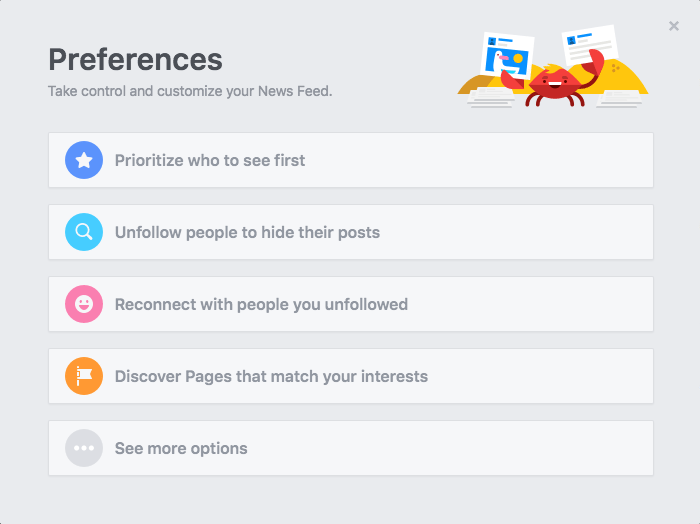 Preferences
Take control and customize your News Feed.
Prioritize who to see first
Unfollow people to hide their posts
Reconnect with people you unfollowed
Discover Pages that match your interests
See more options